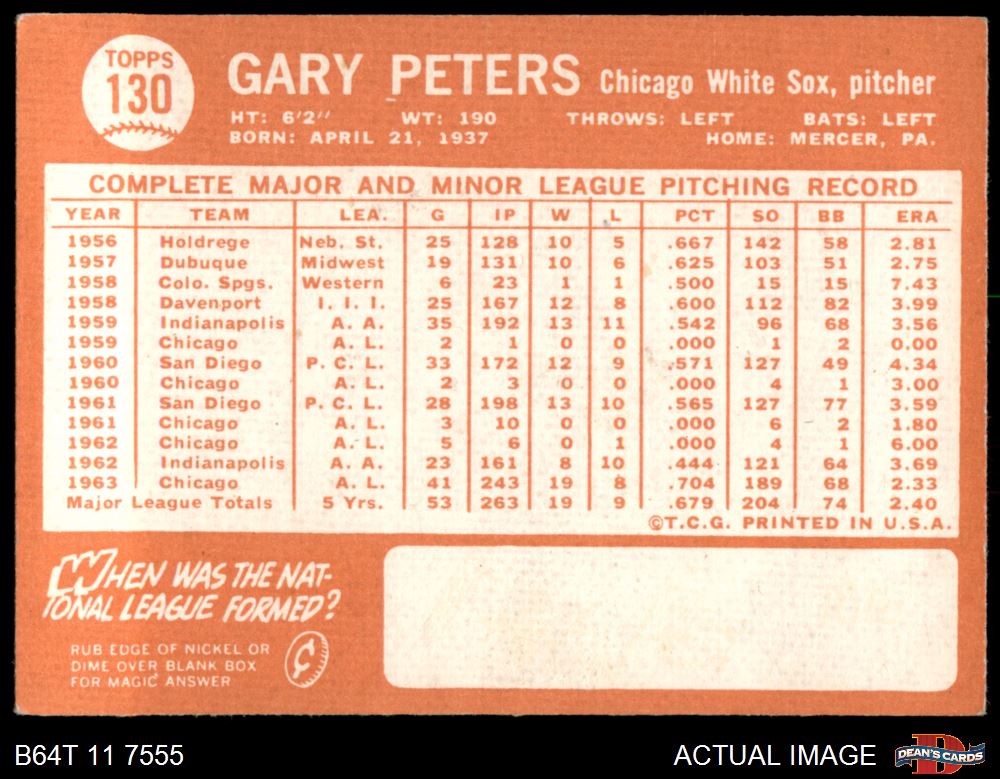 TOPPS
130
GARY PETERS Chicago White Sox, pitcher
HT: 6'2" WT: 190 THROWS: LEFT BATS: LEFT
BORN: APRIL 21, 1937 HOME: MERCER, PA.
COMPLETE MAJOR AND MINOR LEAGUE PITCHING RECORD
YEAR TEAM LEA. G IP W L PCT SO BB ERA
1956 Holdrege Neb. St. 25 128 10 5 .667 142 58 2.81
1957 Dubuque Midwest 19 131 10 6 .625 103 51 2.75
1958 Colo. Spgs. Western 6 23 1 1 .500 15 15 7.43
1958 Davenport I. I. I. 25 167 12 8 .600 112 82 3.99
1959 Indianapolis A. A. 35 192 13 11 .542 96 68 3.56
1959 Chicago A. L. 2 1 0 0 .000 1 2 0.00
1960 San Diego P. C. L. 33 172 12 9 .571 127 49 4.34
1960 Chicago A. L. 2 3 0 0 .000 4 1 3.00
1961 San Diego P. C. L. 28 198 13 10 .565 127 77 3.59
1961 Chicago A. L. 3 10 0 0 .000 6 2 1.80
1962 Chicago A. L. 5 6 0 1 .000 4 1 6.00
1962 Indianapolis A. A. 23 161 8 10 .444 121 64 3.69
1963 Chicago A. L. 41 243 19 8 .704 189 68 2.33
Major League Totals 5 Yrs. 53 263 19 9 .679 204 74 2.40
©T.C.G. PRINTED IN U.S.A.
WHEN WAS THE NAT-
IONAL LEAGUE FORMED?
RUB EDGE OF NICKEL OR
DIME OVER BLANK BOX
FOR MAGIC ANSWER
¢
B64T 11 7555 ACTUAL IMAGE DEAN'S CARDS